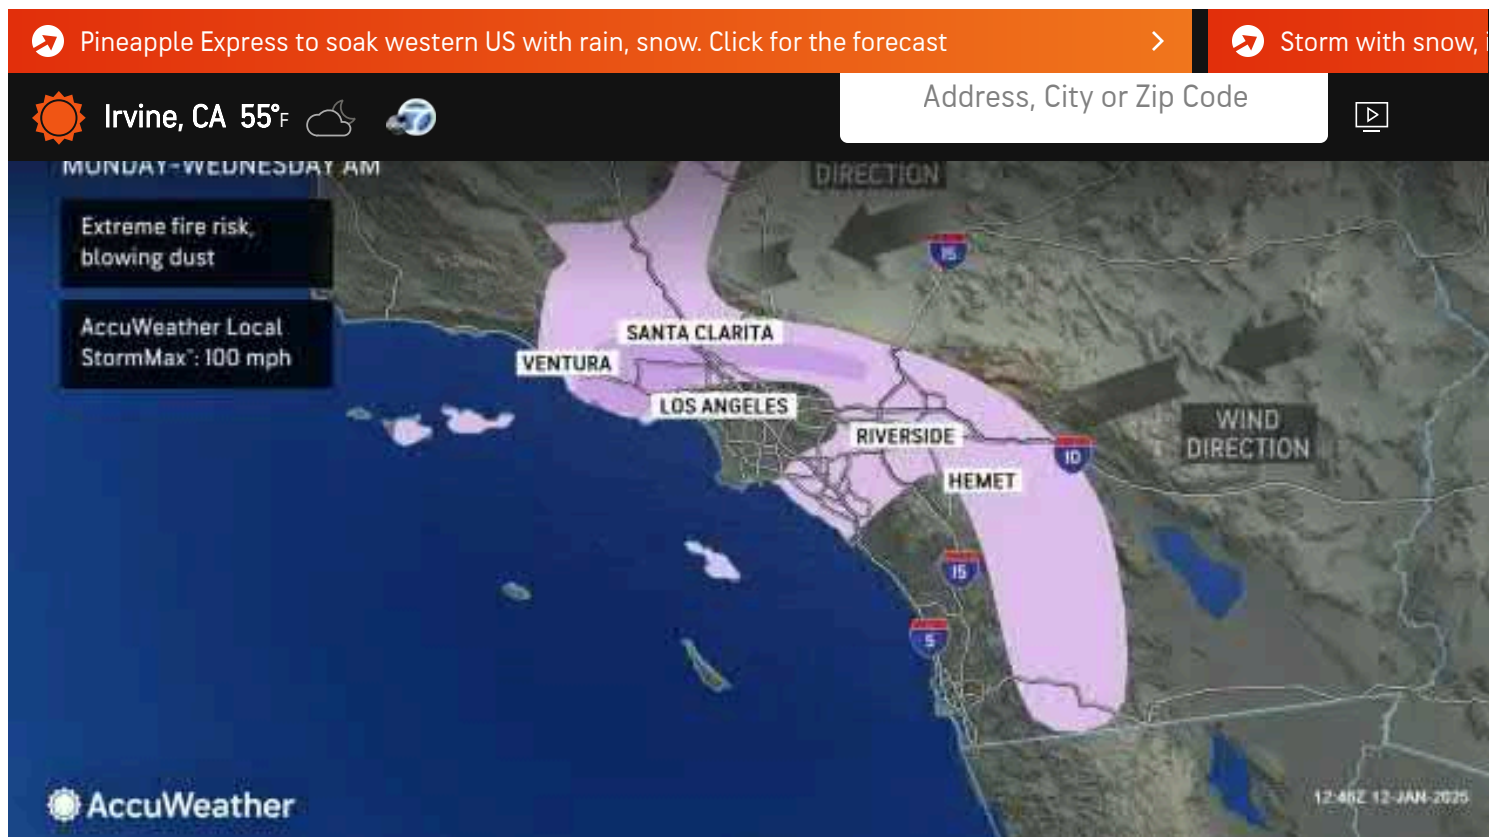 Pineapple Express to soak western US with rain, snow. Click for the forecast
Storm with snow,
Irvine, CA 55°F
7
Address, City or Zip Code
MONDAY-WEDNESDAY AM
Extreme fire risk,
blowing dust
AccuWeather Local
StormMax™: 100 mph
DIRECTION
15
SANTA CLARITA
VENTURA
LOS ANGELES
RIVERSIDE
WIND
DIRECTION
10
HEMET
15
5
AccuWeather
12:46Z 12-JAN-2025